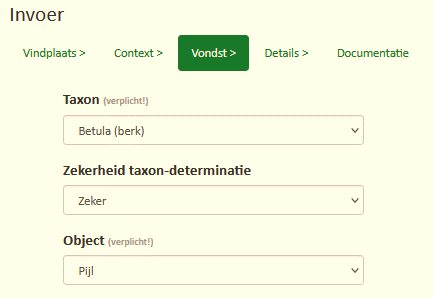 Invoer
Vindplaats > Context > Vondst > Details > Documentatie
Taxon (verplicht!)
Betula (berk)
Zekerheid taxon-determinatie
Zeker
Object (verplicht!)
Pijl